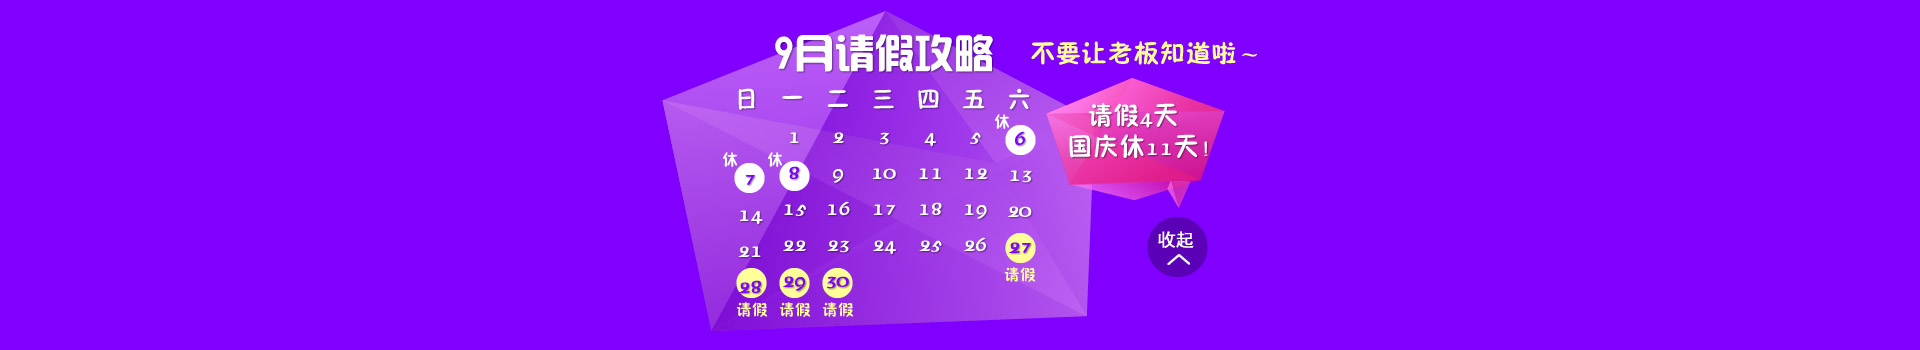 9月请假攻略
不要让老板知道啦～
日 一 二 三 四 五 六
休
1 2 3 4 5 6
休 休
7 8 9 10 11 12 13
14 15 16 17 18 19 20
21 22 23 24 25 26 27
请假
28 29 30
请假 请假 请假
请假4天
国庆休11天!
收起